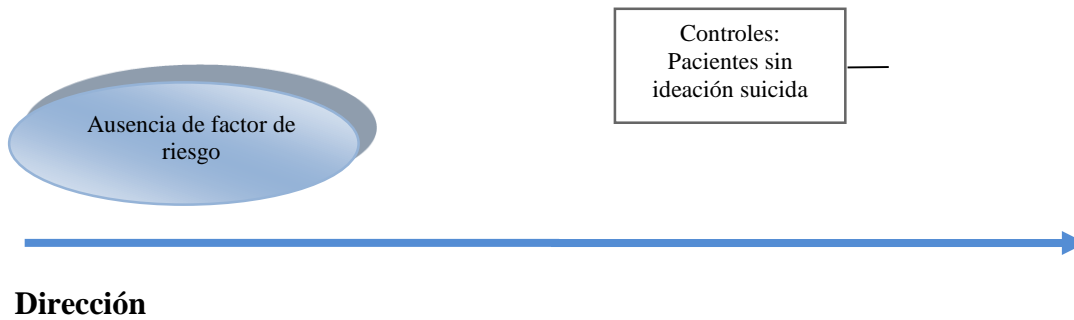 Controles:
Pacientes sin
ideación suicida
Ausencia de factor de
riesgo
Dirección